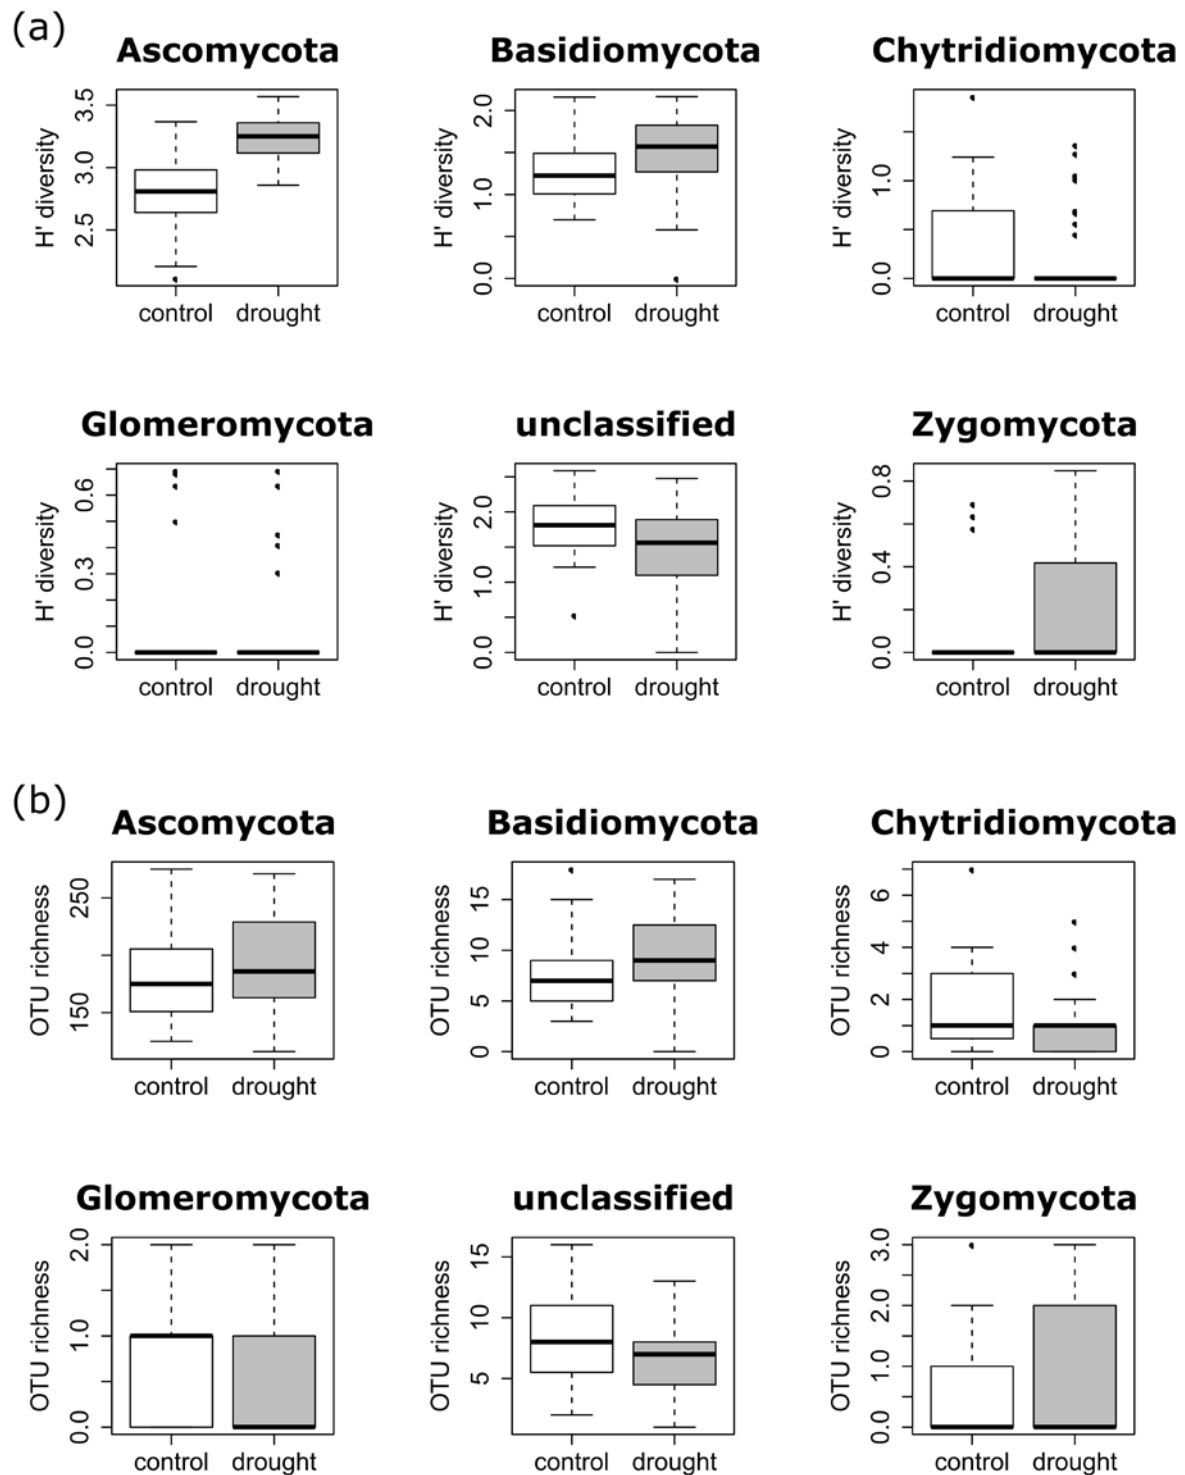 (a)
Ascomycota Basidiomycota Chytridiomycota
H' diversity
2.5 3.0 3.5
control drought
H' diversity
0.0 1.0 2.0
control drought
H' diversity
0.0 1.0
control drought
Glomeromycota unclassified Zygomycota
H' diversity
0.0 0.3 0.6
control drought
H' diversity
0.0 1.0 2.0
control drought
H' diversity
0.0 0.4 0.8
control drought
(b)
Ascomycota Basidiomycota Chytridiomycota
OTU richness
150 250
control drought
OTU richness
0 5 10 15
control drought
OTU richness
0 2 4 6
control drought
Glomeromycota unclassified Zygomycota
OTU richness
0.0 1.0 2.0
control drought
OTU richness
5 10 15
control drought
OTU richness
0.0 1.0 2.0 3.0
control drought